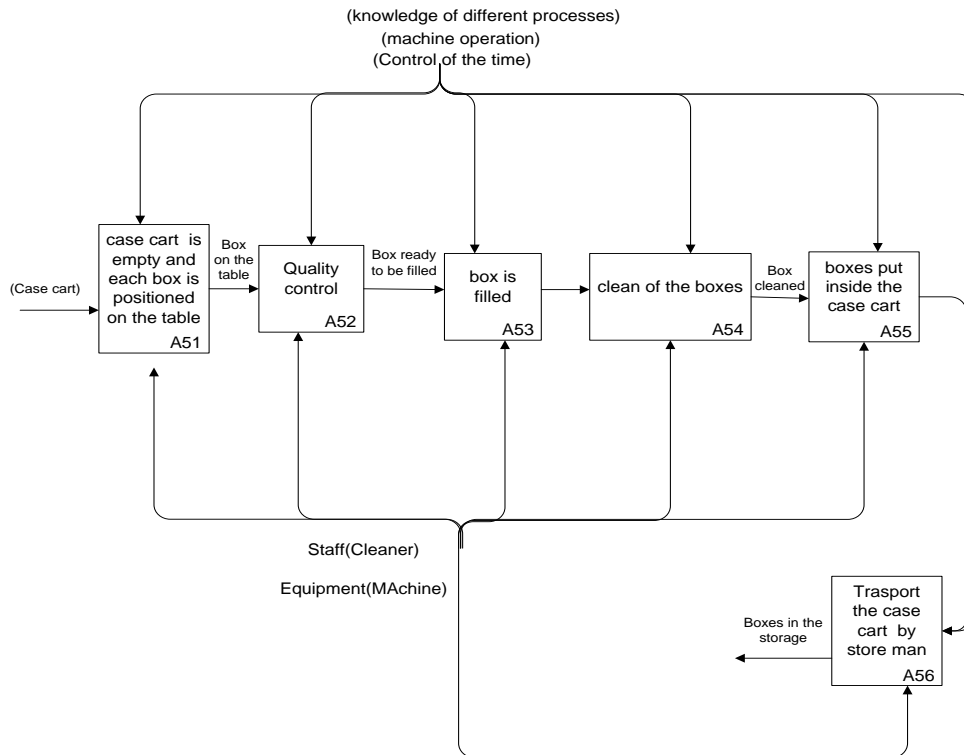 (knowledge of different processes)
(machine operation)
(Control of the time)
case cart is
empty and
each box is
positioned
on the table
A51
Box
on the
table
Quality
control
A52
Box ready
to be filled
box is
filled
A53
clean of the boxes
A54
Box
cleaned
boxes put
inside the
case cart
A55
(Case cart)
Staff(Cleaner)
Equipment(MAchine)
Trasport
the case
cart by
store man
A56
Boxes in the
storage